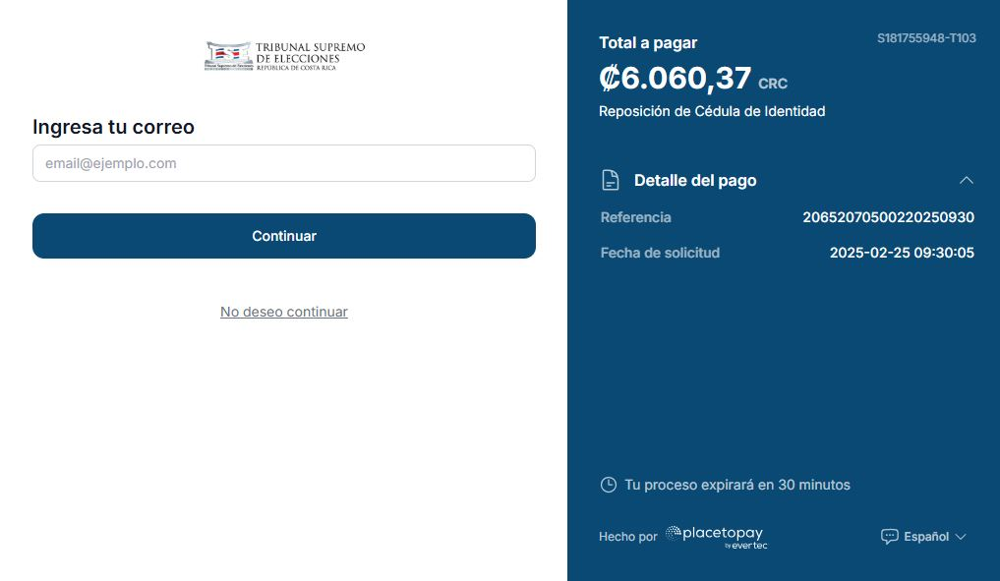 TRIBUNAL SUPREMO
DE ELECCIONES
REPÚBLICA DE COSTA RICA
Ingresa tu correo
email@ejemplo.com
Continuar
No deseo continuar
Total a pagar
S181755948-T103
₡6.060,37 CRC
Reposición de Cédula de Identidad
Detalle del pago
Referencia 20652070500220250930
Fecha de solicitud 2025-02-25 09:30:05
Tu proceso expirará en 30 minutos
Hecho por placetopay
by evertec
Español